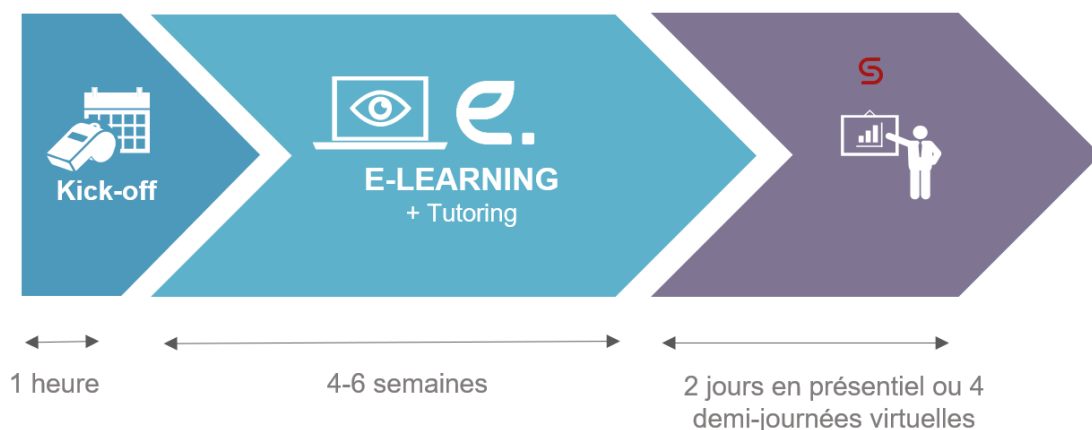 Kick-off
e.
E-LEARNING
+ Tutoring
S
1 heure
4-6 semaines
2 jours en présentiel ou 4
demi-journées virtuelles